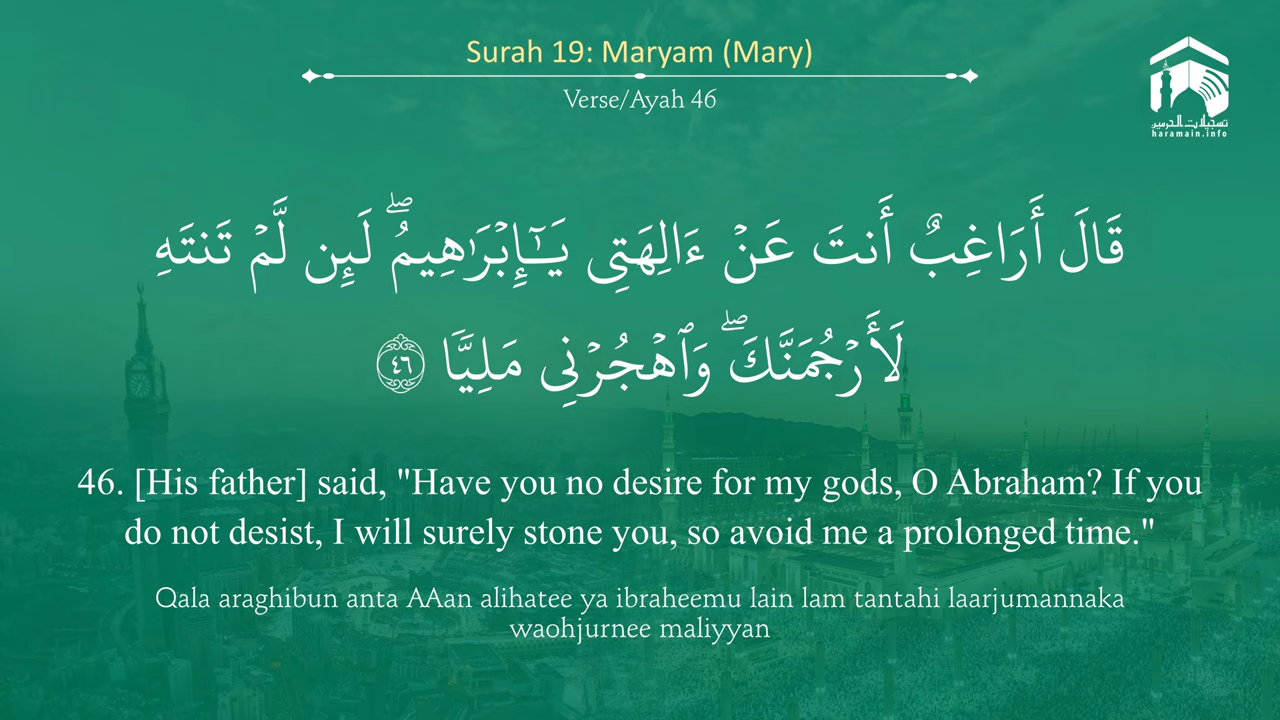 Surah 19: Maryam (Mary)
Verse/Ayah 46
تسجيلات الحرمين
haramain.info
قَالَ أَرَاغِبٌ أَنتَ عَنْ ءَالِهَتِى يَـٰٓإِبْرَٰهِيمُ ۖ لَئِن لَّمْ تَنتَهِ
لَأَرْجُمَنَّكَ ۖ وَٱهْجُرْنِى مَلِيًّا ٤٦
46. [His father] said, "Have you no desire for my gods, O Abraham? If you
do not desist, I will surely stone you, so avoid me a prolonged time."
Qala araghibun anta AAan alihatee ya ibraheemu lain lam tantahi laarjumannaka
waohjurnee maliyyan